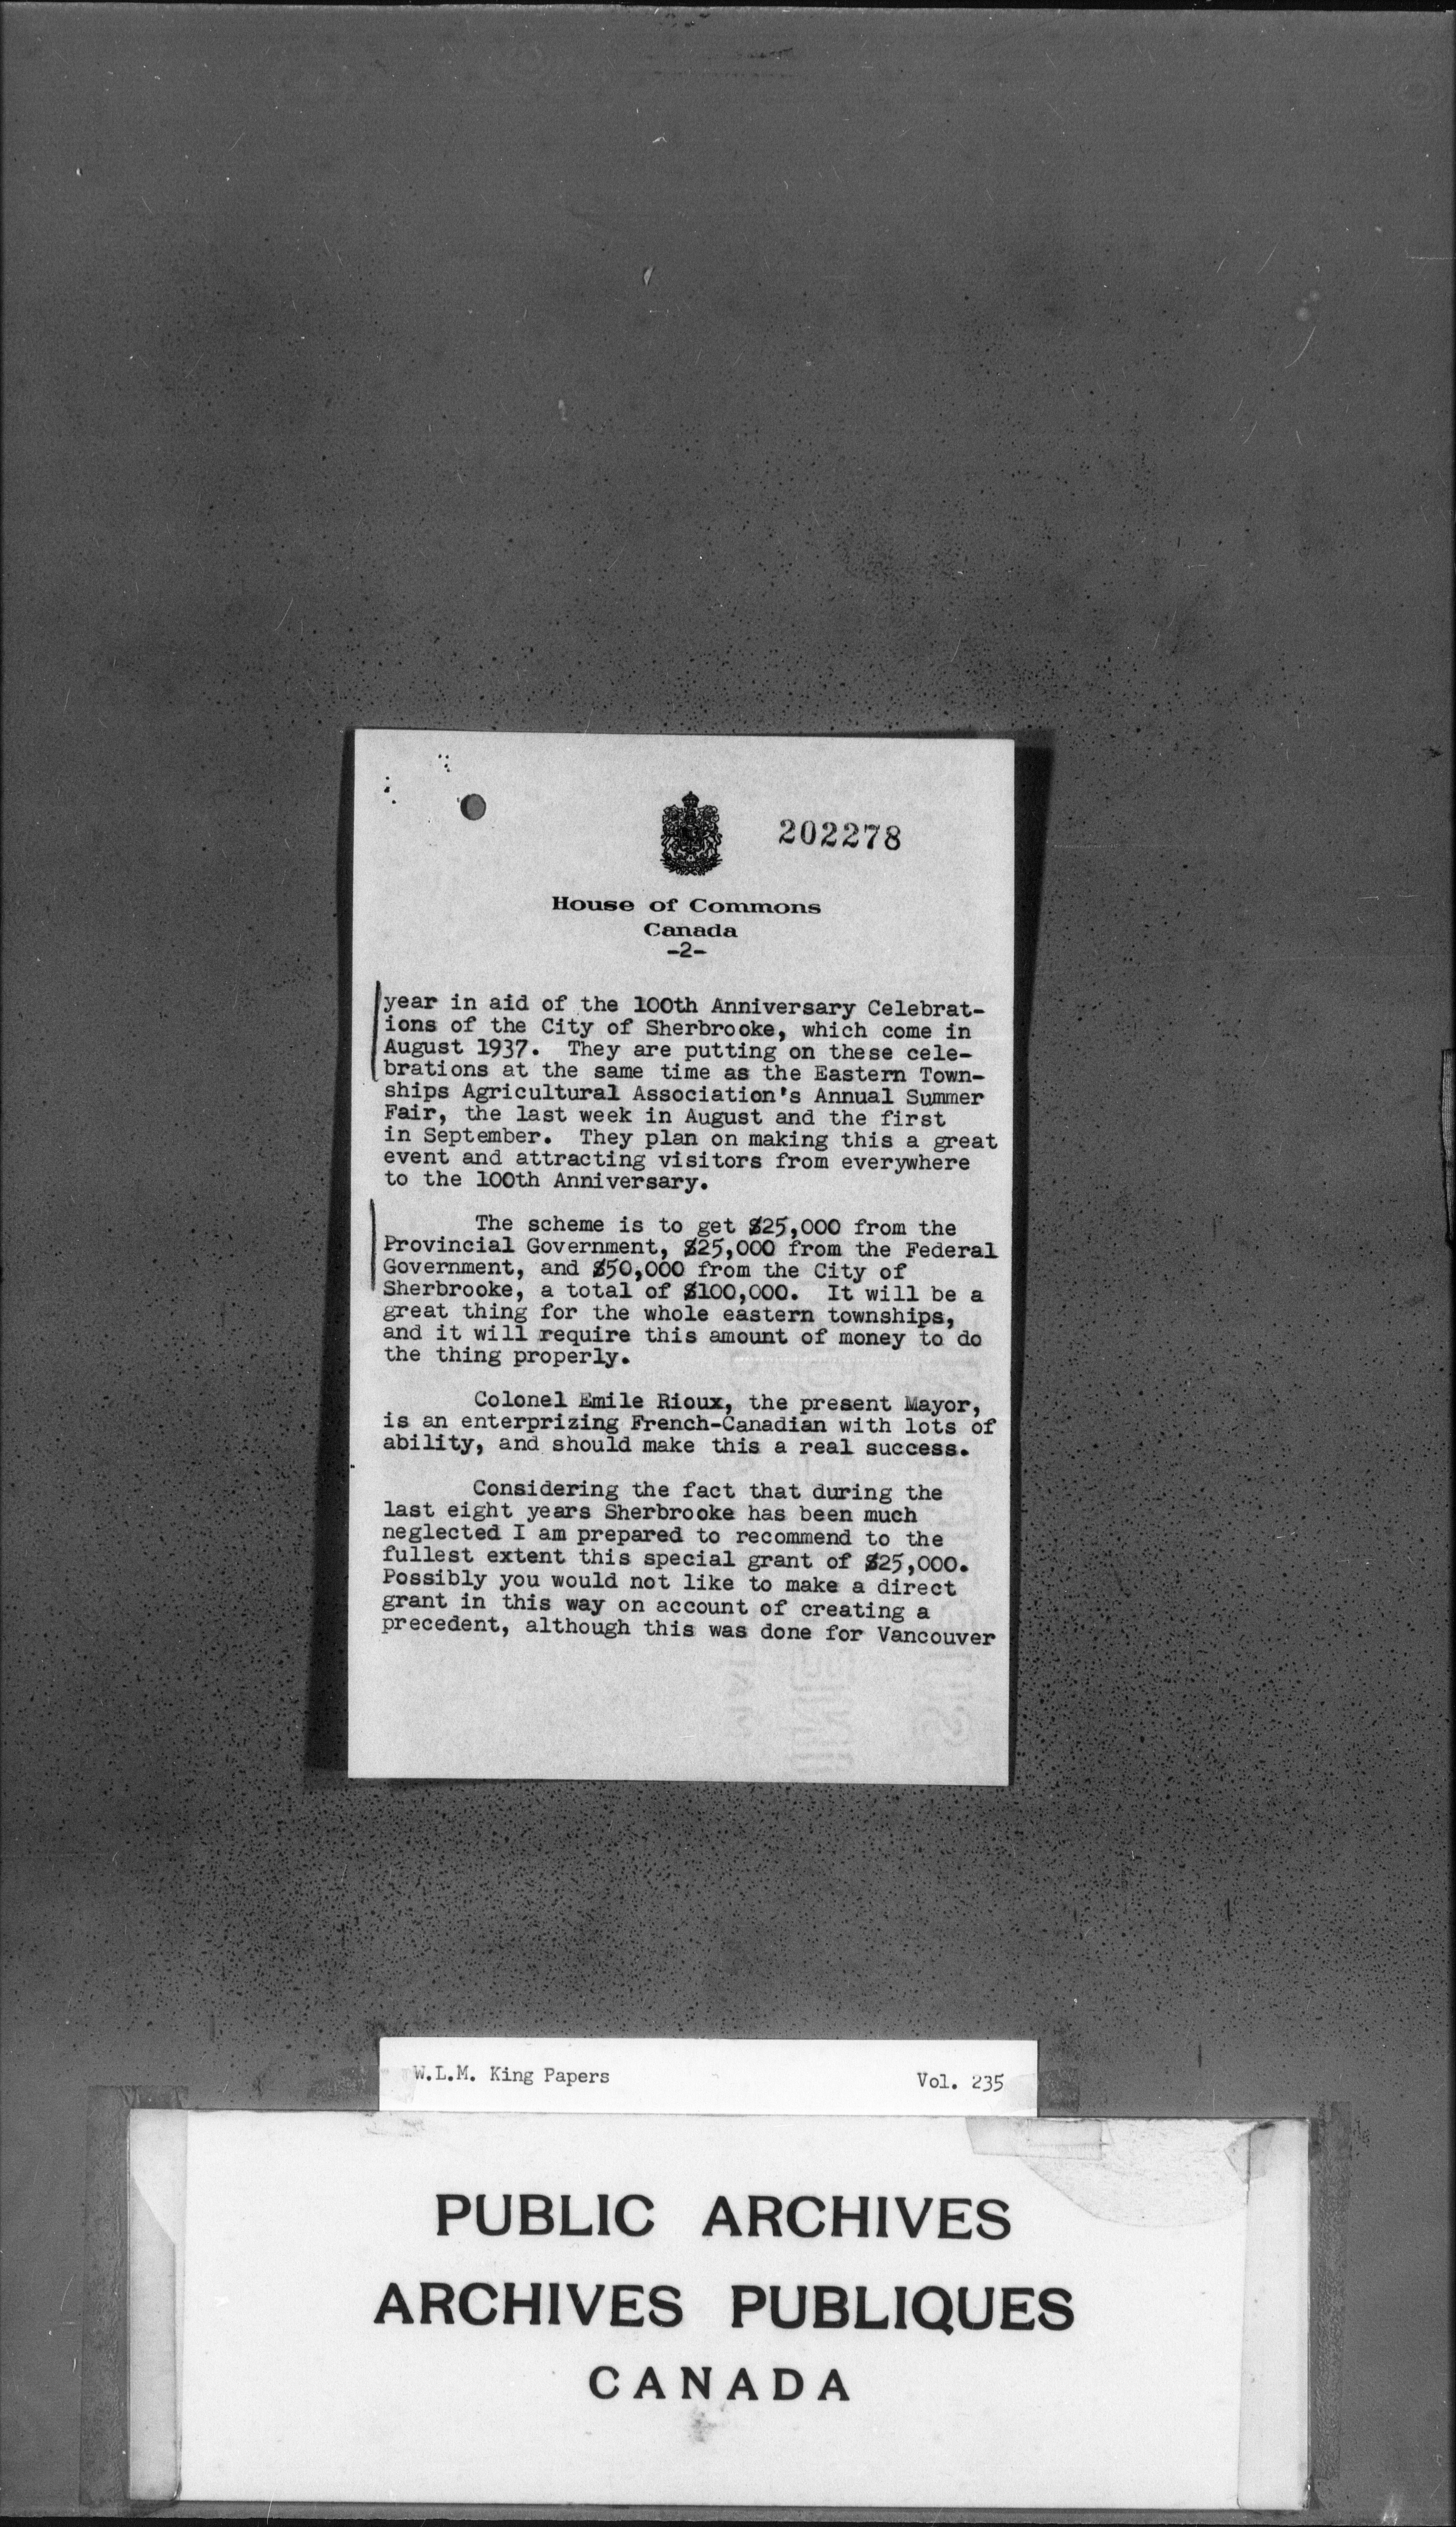 202278
House of Commons
Canada
-2-
year in aid of the 100th Anniversary Celebrat-
ions of the City of Sherbrooke, which come in
August 1937. They are putting on these cele-
brations at the same time as the Eastern Town-
ships Agricultural Association's Annual Summer
Fair, the last week in August and the first
in September. They plan on making this a great
event and attracting visitors from everywhere
to the 100th Anniversary.
The scheme is to get $25,000 from the
Provincial Government, $25,000 from the Federal
Government, and $50,000 from the City of
Sherbrooke, a total of $100,000. It will be a
great thing for the whole eastern townships,
and it will require this amount of money to do
the thing properly.
Colonel Emile Rioux, the present Mayor,
is an enterprizing French-Canadian with lots of
ability, and should make this a real success.
Considering the fact that during the
last eight years Sherbrooke has been much
neglected I am prepared to recommend to the
fullest extent this special grant of $25,000.
Possibly you would not like to make a direct
grant in this way on account of creating a
precedent, although this was done for Vancouver
W.L.M. King Papers Vol. 235
PUBLIC ARCHIVES
ARCHIVES PUBLIQUES
CANADA